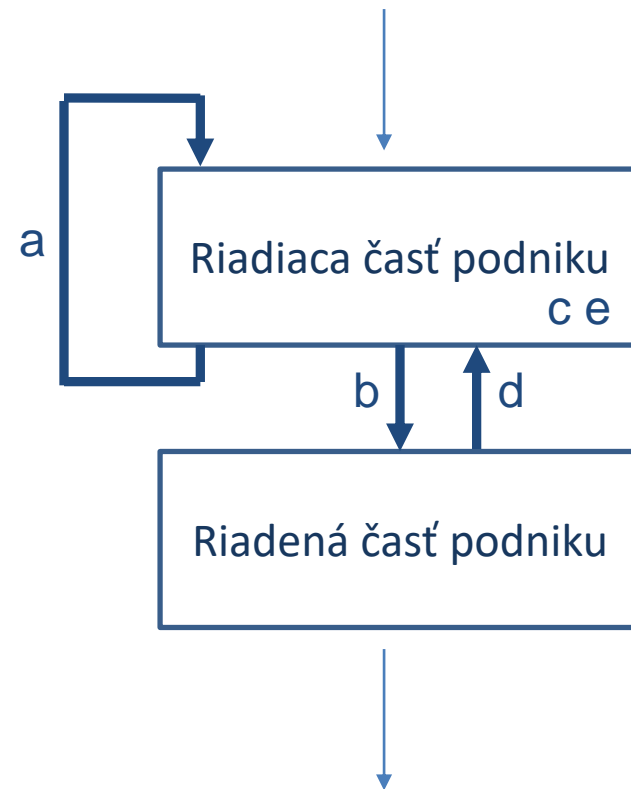 a
Riadiaca časť podniku
c e
b
d
Riadená časť podniku